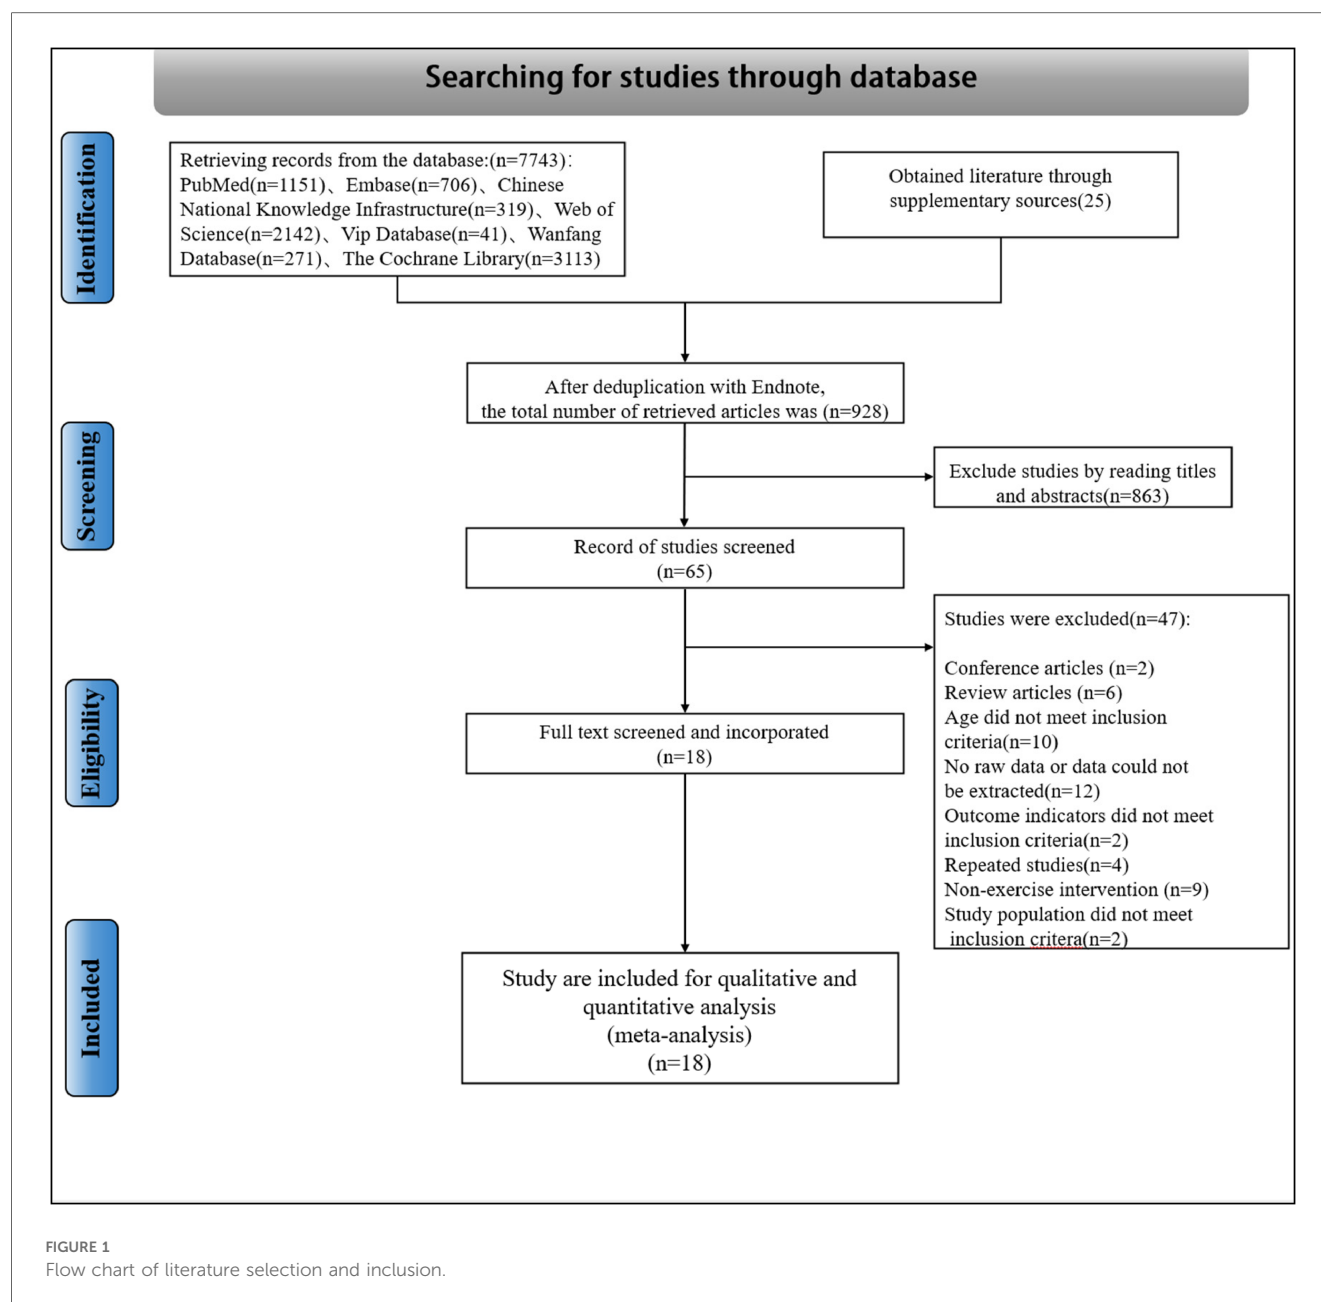 Searching for studies through database
Identification
Retrieving records from the database:(n=7743):
PubMed(n=1151)、Embase(n=706)、Chinese
National Knowledge Infrastructure(n=319)、Web of
Science(n=2142)、Vip Database(n=41)、Wanfang
Database(n=271)、The Cochrane Library(n=3113)
Obtained literature through
supplementary sources(25)
After deduplication with Endnote,
the total number of retrieved articles was (n=928)
Screening
Exclude studies by reading titles
and abstracts(n=863)
Record of studies screened
(n=65)
Studies were excluded(n=47):
Conference articles (n=2)
Review articles (n=6)
Age did not meet inclusion
criteria(n=10)
No raw data or data could not
be extracted(n=12)
Outcome indicators did not meet
inclusion criteria(n=2)
Repeated studies(n=4)
Non-exercise intervention (n=9)
Study population did not meet
inclusion critera(n=2)
Eligibility
Full text screened and incorporated
(n=18)
Included
Study are included for qualitative and
quantitative analysis
(meta-analysis)
(n=18)
FIGURE 1
Flow chart of literature selection and inclusion.